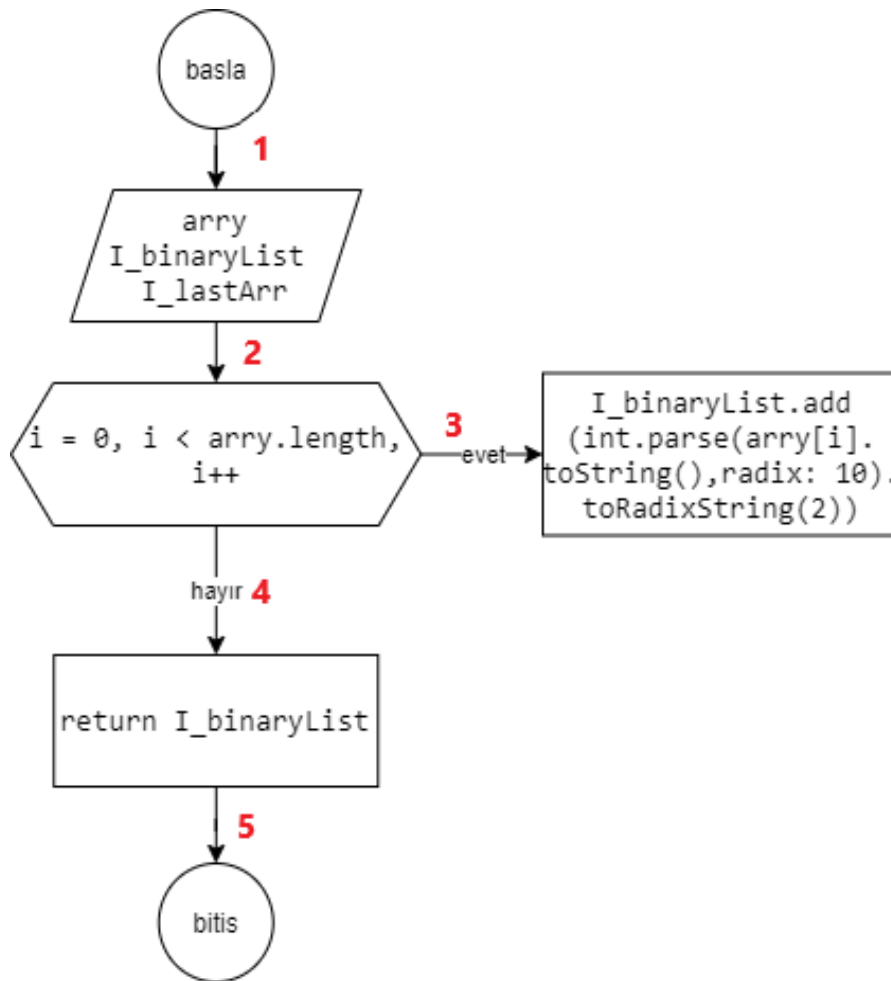 basla
1
arry
I_binaryList
I_lastArr
2
i = 0, i < arry.length,
i++
3
evet
I_binaryList.add
(int.parse(arry[i].
toString(),radix: 10).
toRadixString(2))
hayır
4
return I_binaryList
5
bitis